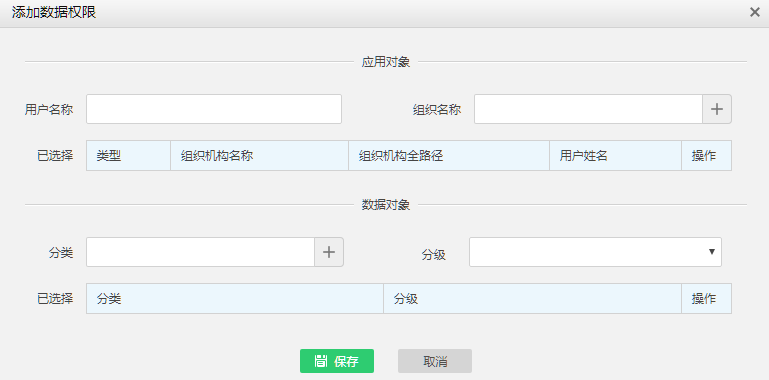 添加数据权限
应用对象
用户名称 组织名称
已选择 类型 组织机构名称 组织机构全路径 用户姓名 操作
数据对象
分类 分级
已选择 分类 分级 操作
保存 取消